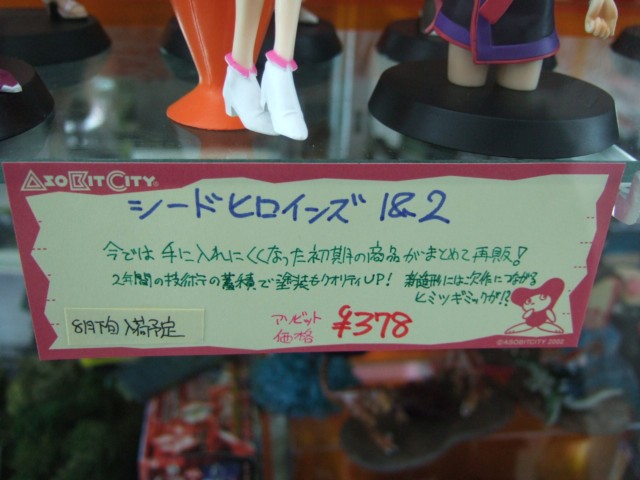 ASOBITCITY
シードヒロインズ 1&2
今では手に入れにくくなった初期の商品がまとめて再販!
2年間の技術の蓄積で塗装もクオリティUP! 新造形には次作につながる
ヒミツギミックが!?
8月下旬入荷予定
アソビット
価格
¥378
©ASOBITCITY 2002